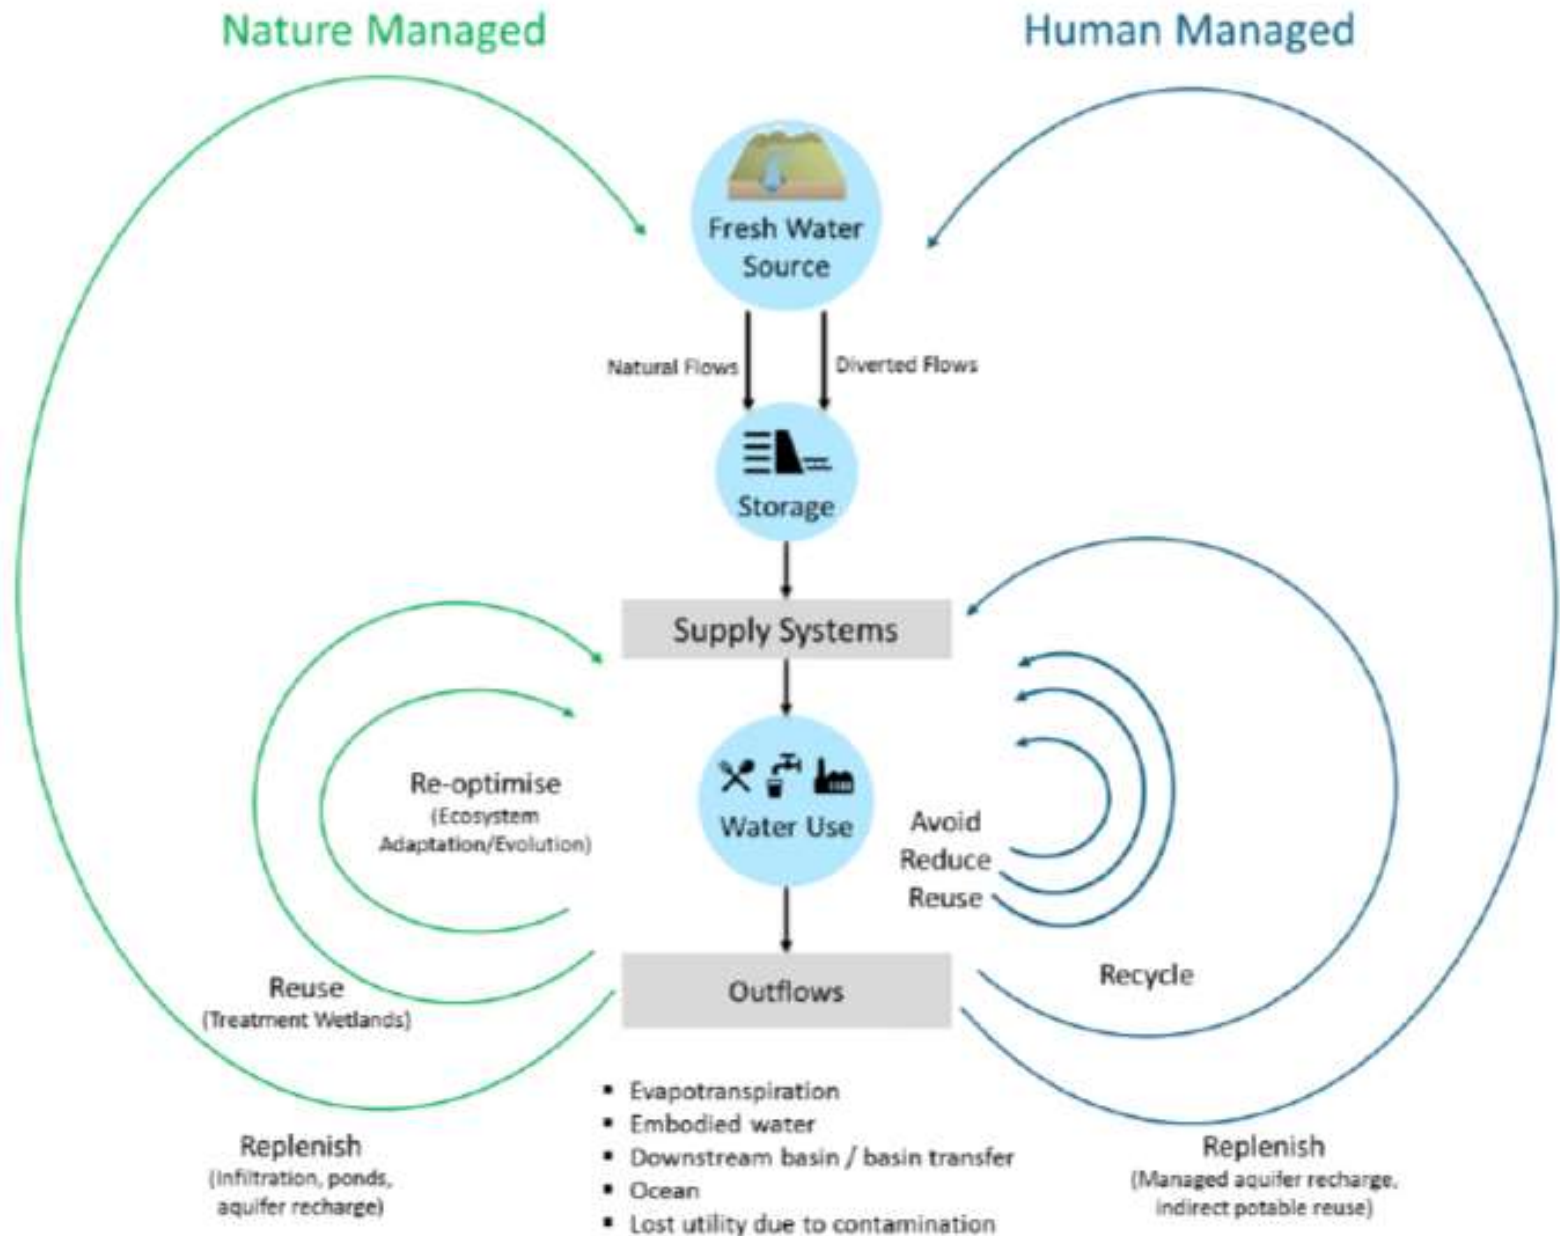 Nature Managed
Human Managed
Fresh Water
Source
Natural Flows
Diverted Flows
Storage
Supply Systems
Water Use
Re-optimise
(Ecosystem
Adaptation/Evolution)
Avoid
Reduce
Reuse
Recycle
Reuse
(Treatment Wetlands)
Outflows
▪ Evapotranspiration
▪ Embodied water
▪ Downstream basin / basin transfer
▪ Ocean
▪ Lost utility due to contamination
Replenish
(Infiltration, ponds,
aquifer recharge)
Replenish
(Managed aquifer recharge,
indirect potable reuse)